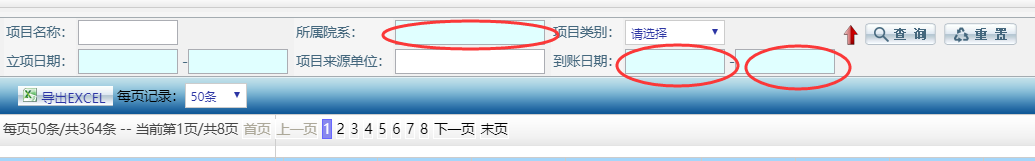 项目名称： 所属院系： 项目类别： 请选择 查 询 重 置
立项日期： - 项目来源单位： 到账日期： -
导出EXCEL 每页记录： 50条
每页50条/共364条 -- 当前第1页/共8页 首页 上一页 1 2 3 4 5 6 7 8 下一页 末页